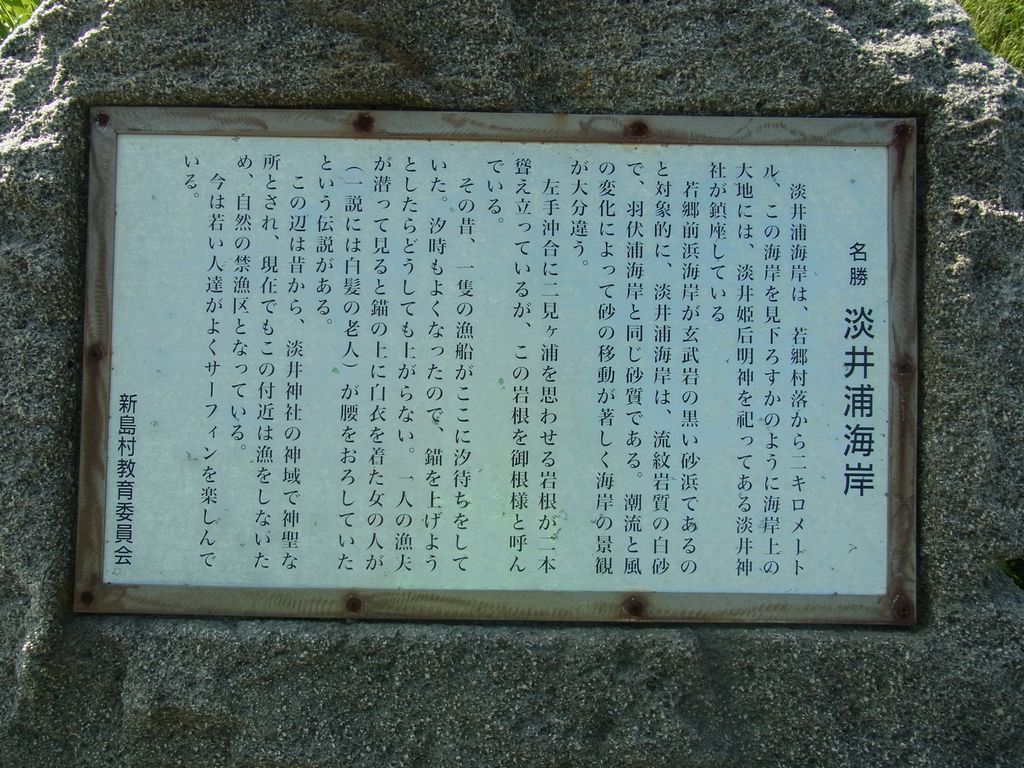 名勝 淡井浦海岸
淡井浦海岸は、若郷村落から二キロメート
ル、この海岸を見下ろすかのように海岸上の
大地には、淡井姫后明神を祀ってある淡井神
社が鎮座している
若郷前浜海岸が玄武岩の黒い砂浜であるの
と対象的に、淡井浦海岸は、流紋岩質の白砂
で、羽伏浦海岸と同じ砂質である。潮流と風
の変化によって砂の移動が著しく海岸の景観
が大分違う。
左手沖合に二見ヶ浦を思わせる岩根が二本
聳え立っているが、この岩根を御根様と呼ん
でいる。
その昔、一隻の漁船がここに汐待ちをして
いた。汐時もよくなったので、錨を上げよう
としたらどうしても上がらない。一人の漁夫
が潜って見ると錨の上に白衣を着た女の人が
（一説には白髪の老人）が腰をおろしていた
という伝説がある。
この辺は昔から、淡井神社の神域で神聖な
所とされ、現在でもこの付近は漁をしないた
め、自然の禁漁区となっている。
今は若い人達がよくサーフィンを楽しんで
いる。
新島村教育委員会